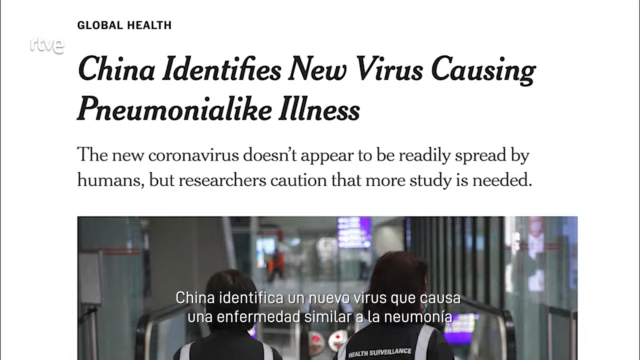 GLOBAL HEALTH
rtve
China Identifies New Virus Causing
Pneumonialike Illness
The new coronavirus doesn't appear to be readily spread by
humans, but researchers caution that more study is needed.
China identifica un nuevo virus que causa
una enfermedad similar a la neumonía
HEALTH SURVEILLANCE